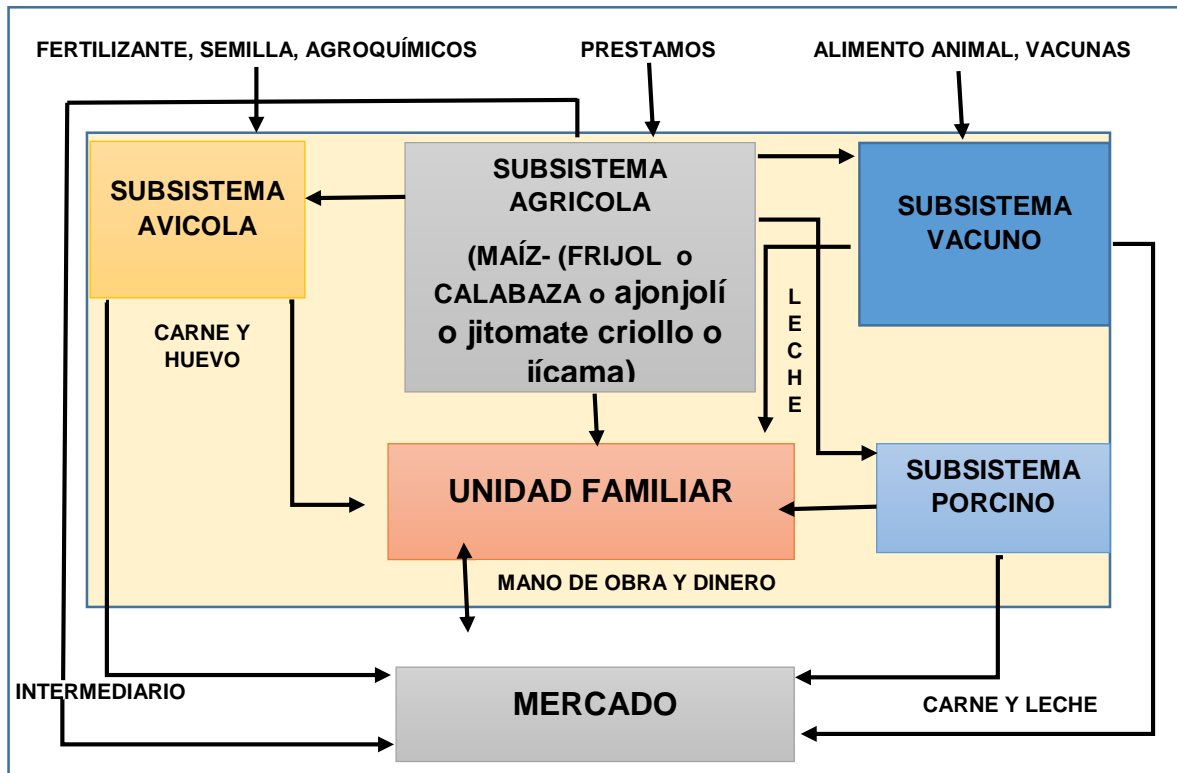 FERTILIZANTE, SEMILLA, AGROQUÍMICOS
PRESTAMOS
ALIMENTO ANIMAL, VACUNAS
SUBSISTEMA
AVICOLA
SUBSISTEMA
AGRICOLA
(MAÍZ- (FRIJOL o
CALABAZA o ajonjolí
o jitomate criollo o
jícama)
SUBSISTEMA
VACUNO
CARNE Y
HUEVO
L
E
C
H
E
UNIDAD FAMILIAR
SUBSISTEMA
PORCINO
MANO DE OBRA Y DINERO
INTERMEDIARIO
MERCADO
CARNE Y LECHE